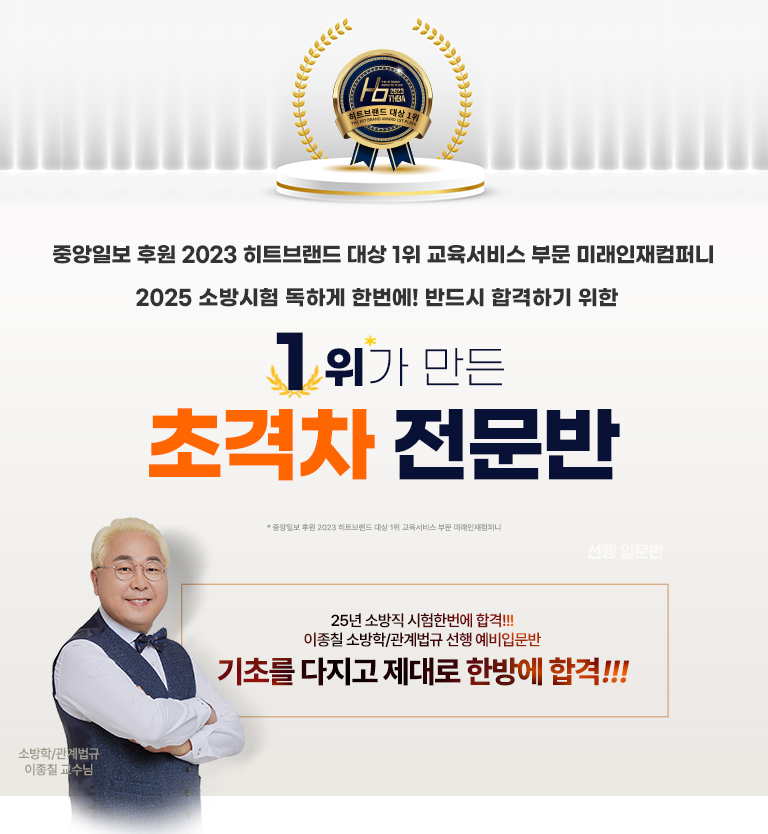 2023
THBA
히트브랜드 대상 1위
THE HIT BRAND AWARD 1ST PLACE
중앙일보 후원 2023 히트브랜드 대상 1위 교육서비스 부문 미래인재컴퍼니
2025 소방시험 독하게 한번에! 반드시 합격하기 위한
1위*가 만든
초격차 전문반
* 중앙일보 후원 2023 히트브랜드 대상 1위 교육서비스 부문 미래인재컴퍼니
선행 입문반
25년 소방직 시험한번에 합격!!!
이종칠 소방학/관계법규 선행 예비입문반
기초를 다지고 제대로 한방에 합격!!!
소방학/관계법규
이종칠 교수님